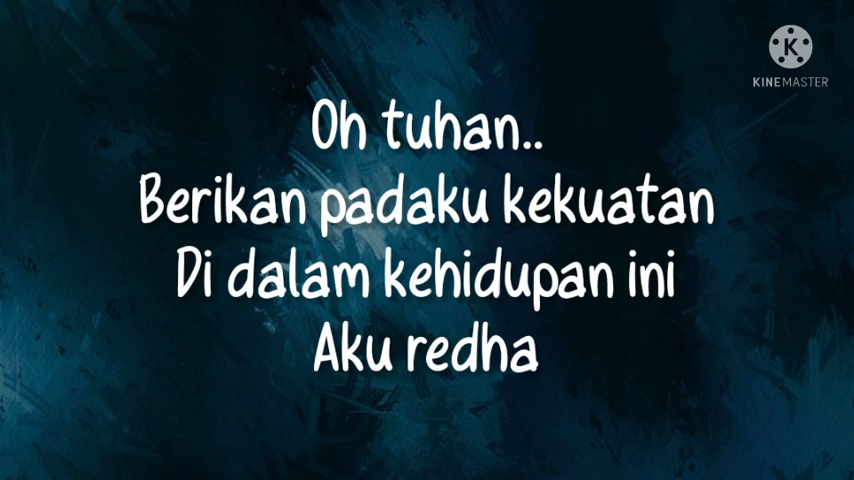 KINEMASTER
Oh tuhan..
Berikan padaku kekuatan
Di dalam kehidupan ini
Aku redha